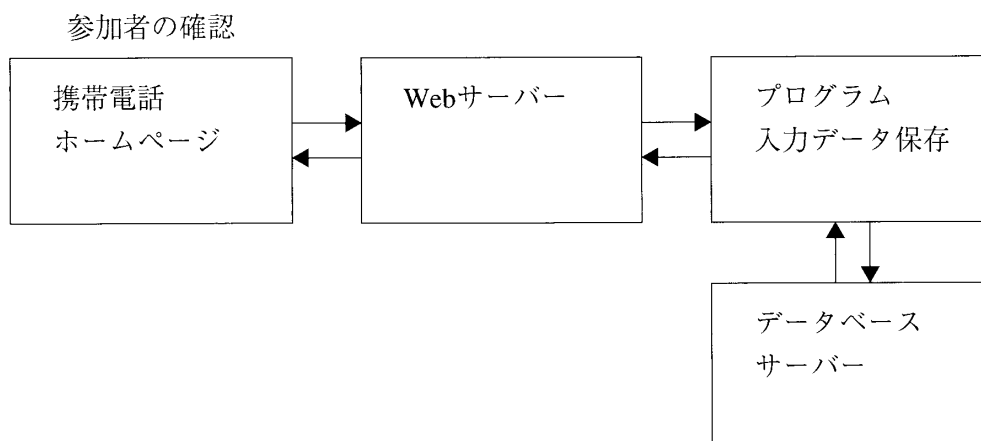 参加者の確認
携帯電話
ホームページ
Webサーバー
プログラム
入力データ保存
データベース
サーバー